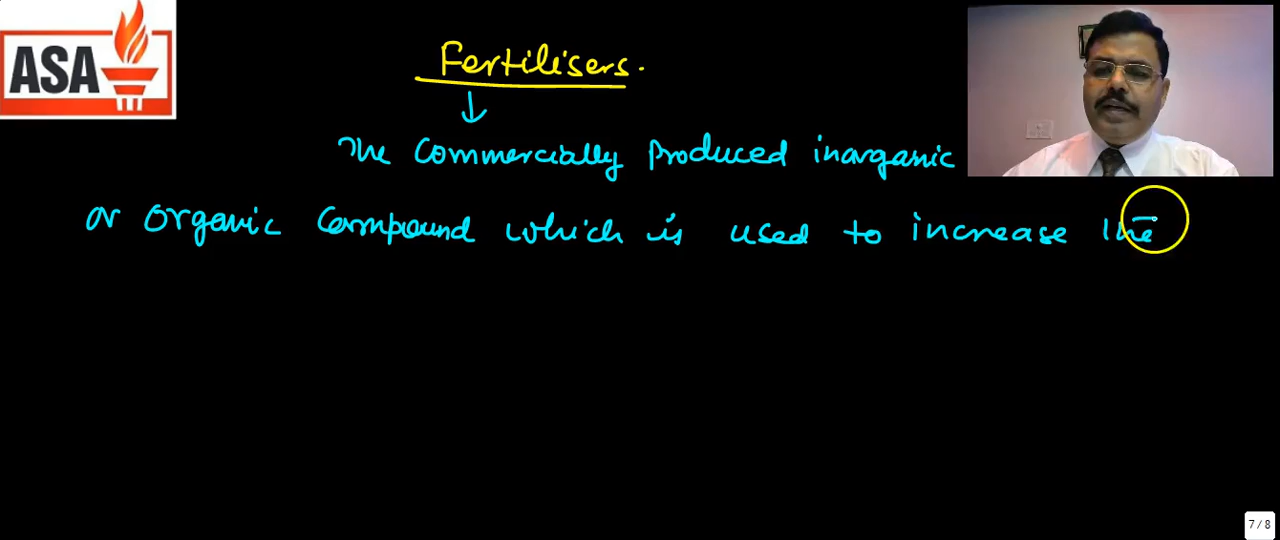 ASA
Fertilisers.
The Commercially Produced inorganic
or organic Compound which is used to increase the
7/8